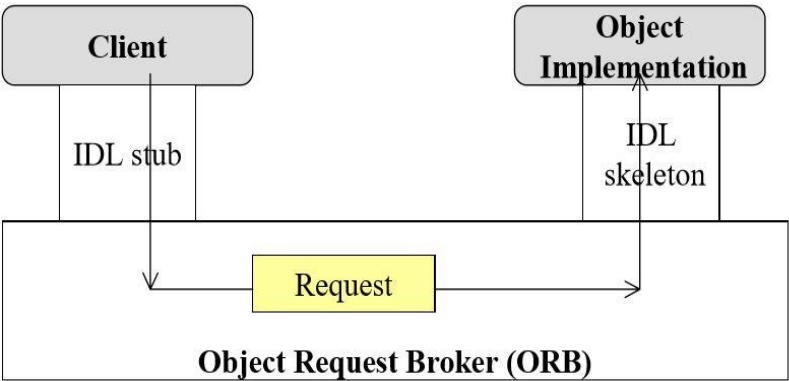 Client
Object
Implementation
IDL stub
IDL
skeleton
Request
Object Request Broker (ORB)